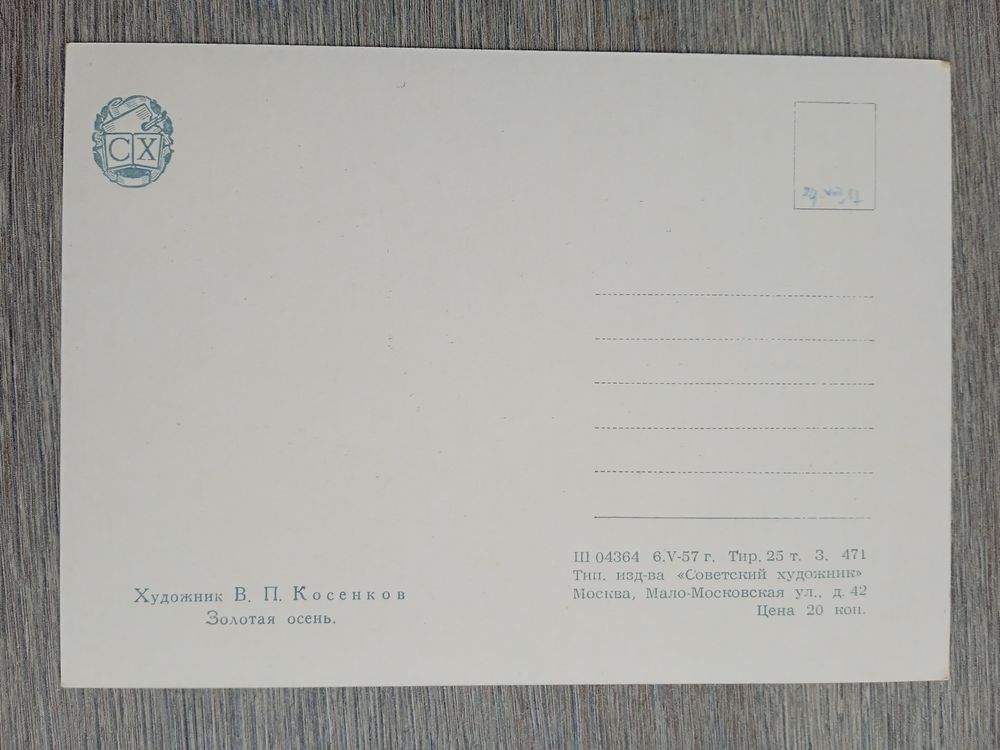 СХ
Художник В. П. Косенков
Золотая осень.
Ш 04364 6.V-57 г. Тир. 25 т. З. 471
Тип. изд-ва «Советский художник»
Москва, Мало-Московская ул., д. 42
Цена 20 коп.